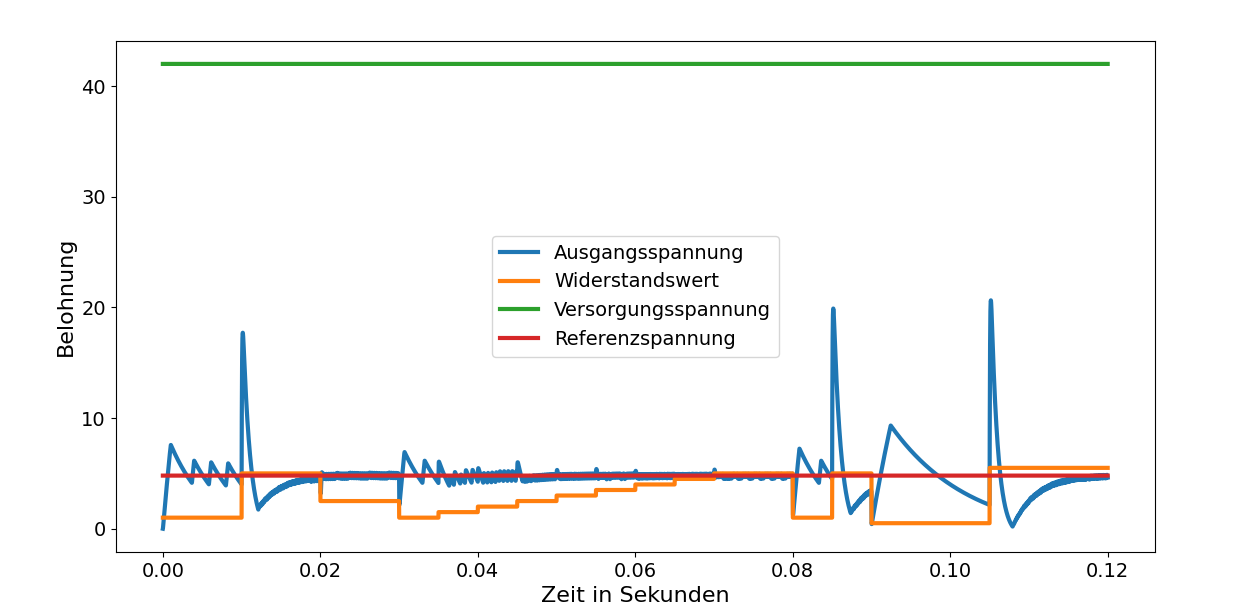 Belohnung
40
30
20
10
0
Ausgangsspannung
Widerstandswert
Versorgungsspannung
Referenzspannung
0.00 0.02 0.04 0.06 0.08 0.10 0.12
Zeit in Sekunden